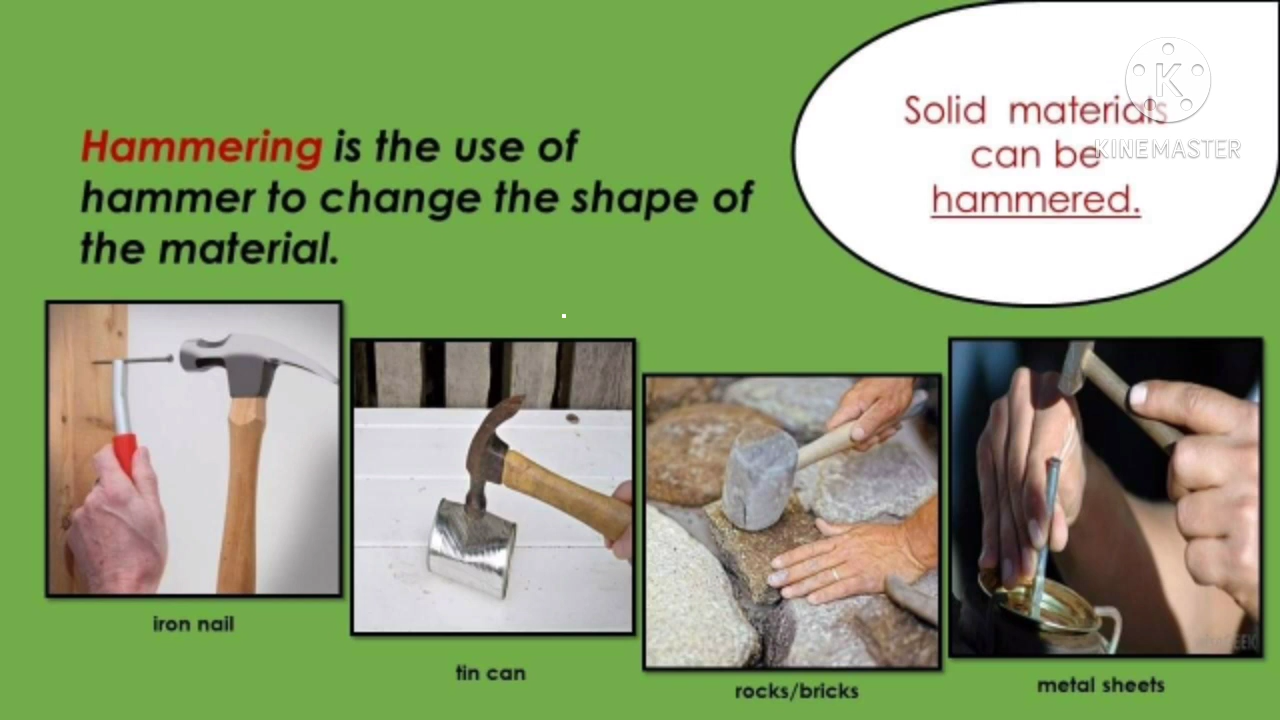 Hammering is the use of
hammer to change the shape of
the material.
Solid materials
can be
hammered.
K
KINEMASTER
iron nail
tin can
rocks/bricks
metal sheets